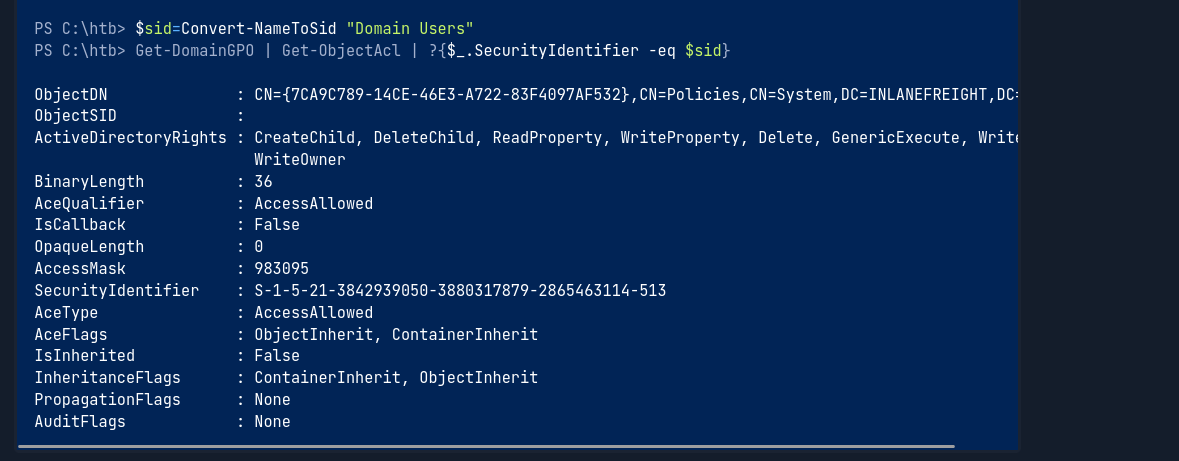 PS C:\htb> $sid=Convert-NameToSid "Domain Users"
PS C:\htb> Get-DomainGPO | Get-ObjectAcl | ?{$_.SecurityIdentifier -eq $sid}
ObjectDN : CN={7CA9C789-14CE-46E3-A722-83F4097AF532},CN=Policies,CN=System,DC=INLANEFREIGHT,DC=
ObjectSID :
ActiveDirectoryRights : CreateChild, DeleteChild, ReadProperty, WriteProperty, Delete, GenericExecute, Write
WriteOwner
BinaryLength : 36
AceQualifier : AccessAllowed
IsCallback : False
OpaqueLength : 0
AccessMask : 983095
SecurityIdentifier : S-1-5-21-3842939050-3880317879-2865463114-513
AceType : AccessAllowed
AceFlags : ObjectInherit, ContainerInherit
IsInherited : False
InheritanceFlags : ContainerInherit, ObjectInherit
PropagationFlags : None
AuditFlags : None